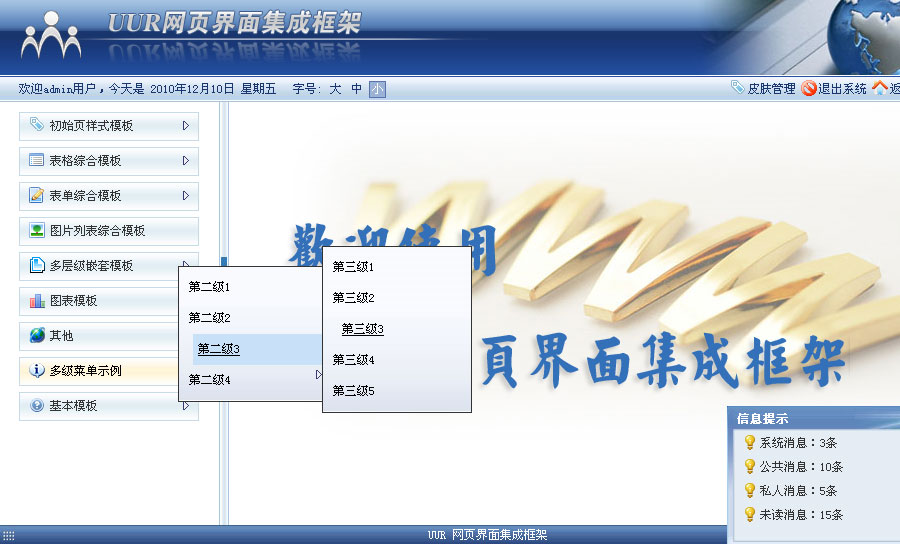 UUR网页界面集成框架
欢迎admin用户，今天是 2010年12月10日 星期五 字号: 大 中 小
皮肤管理 退出系统 返
初始页样式模板
表格综合模板
表单综合模板
图片列表综合模板
多层级嵌套模板
图表模板
其他
多级菜单示例
基本模板
第二级1
第二级2
第二级3
第二级4
第三级1
第三级2
第三级3
第三级4
第三级5
歡迎使用
頁界面集成框架
信息提示
系统消息：3条
公共消息：10条
私人消息：5条
未读消息：15条
UUR 网页界面集成框架